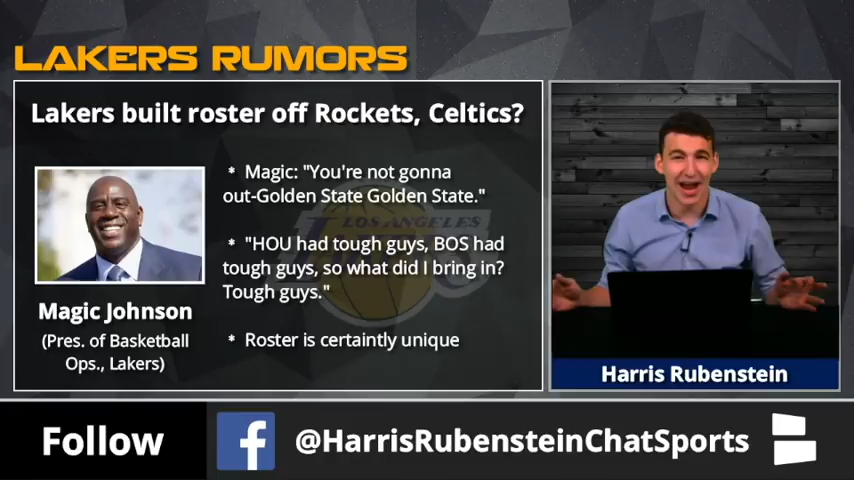 LAKERS RUMORS
Lakers built roster off Rockets, Celtics?
* Magic: "You're not gonna
out-Golden State Golden State."
LOS ANGELES
* "HOU had tough guys, BOS had
tough guys, so what did I bring in?
Tough guys."
* Roster is certaintly unique
Magic Johnson
(Pres. of Basketball
Ops., Lakers)
Harris Rubenstein
Follow
f
@HarrisRubensteinChatSports